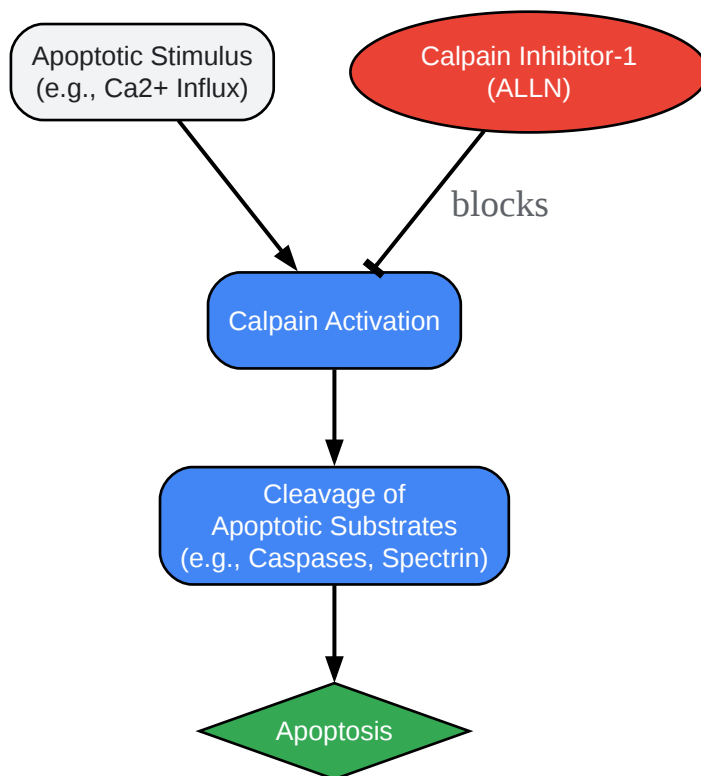 Apoptotic Stimulus
(e.g., Ca2+ Influx)
Calpain Inhibitor-1
(ALLN)
blocks
Calpain Activation
Cleavage of
Apoptotic Substrates
(e.g., Caspases, Spectrin)
Apoptosis